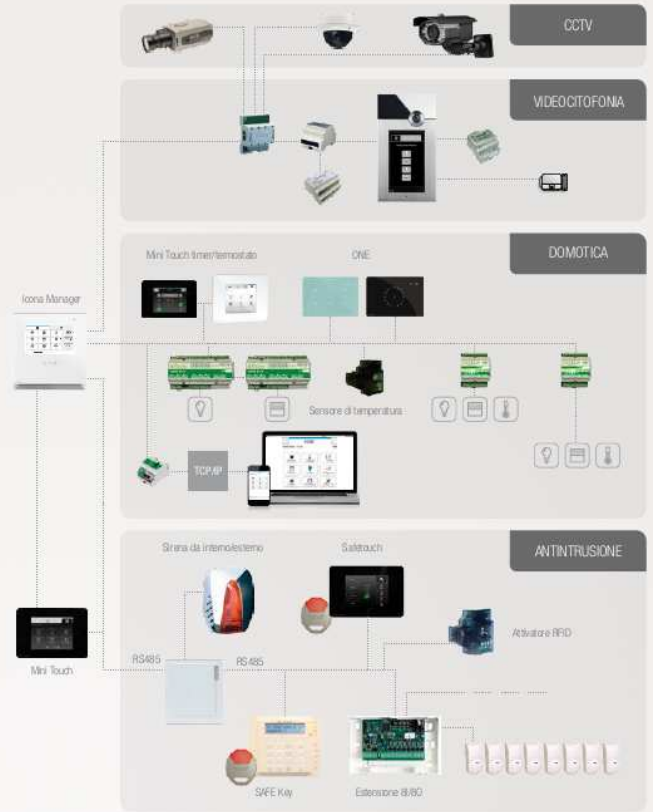 CCTV
VIDEOCITOFONIA
DOMOTICA
Mini Touch timer/termostato
ONE
Icona Manager
Sensore di temperatura
TCP/IP
ANTINTRUSIONE
Sirena da interno/esterno
Safetouch
Attivatore RFID
Mini Touch
RS485
RS485
SAFE Key
Estensione 8I/8O